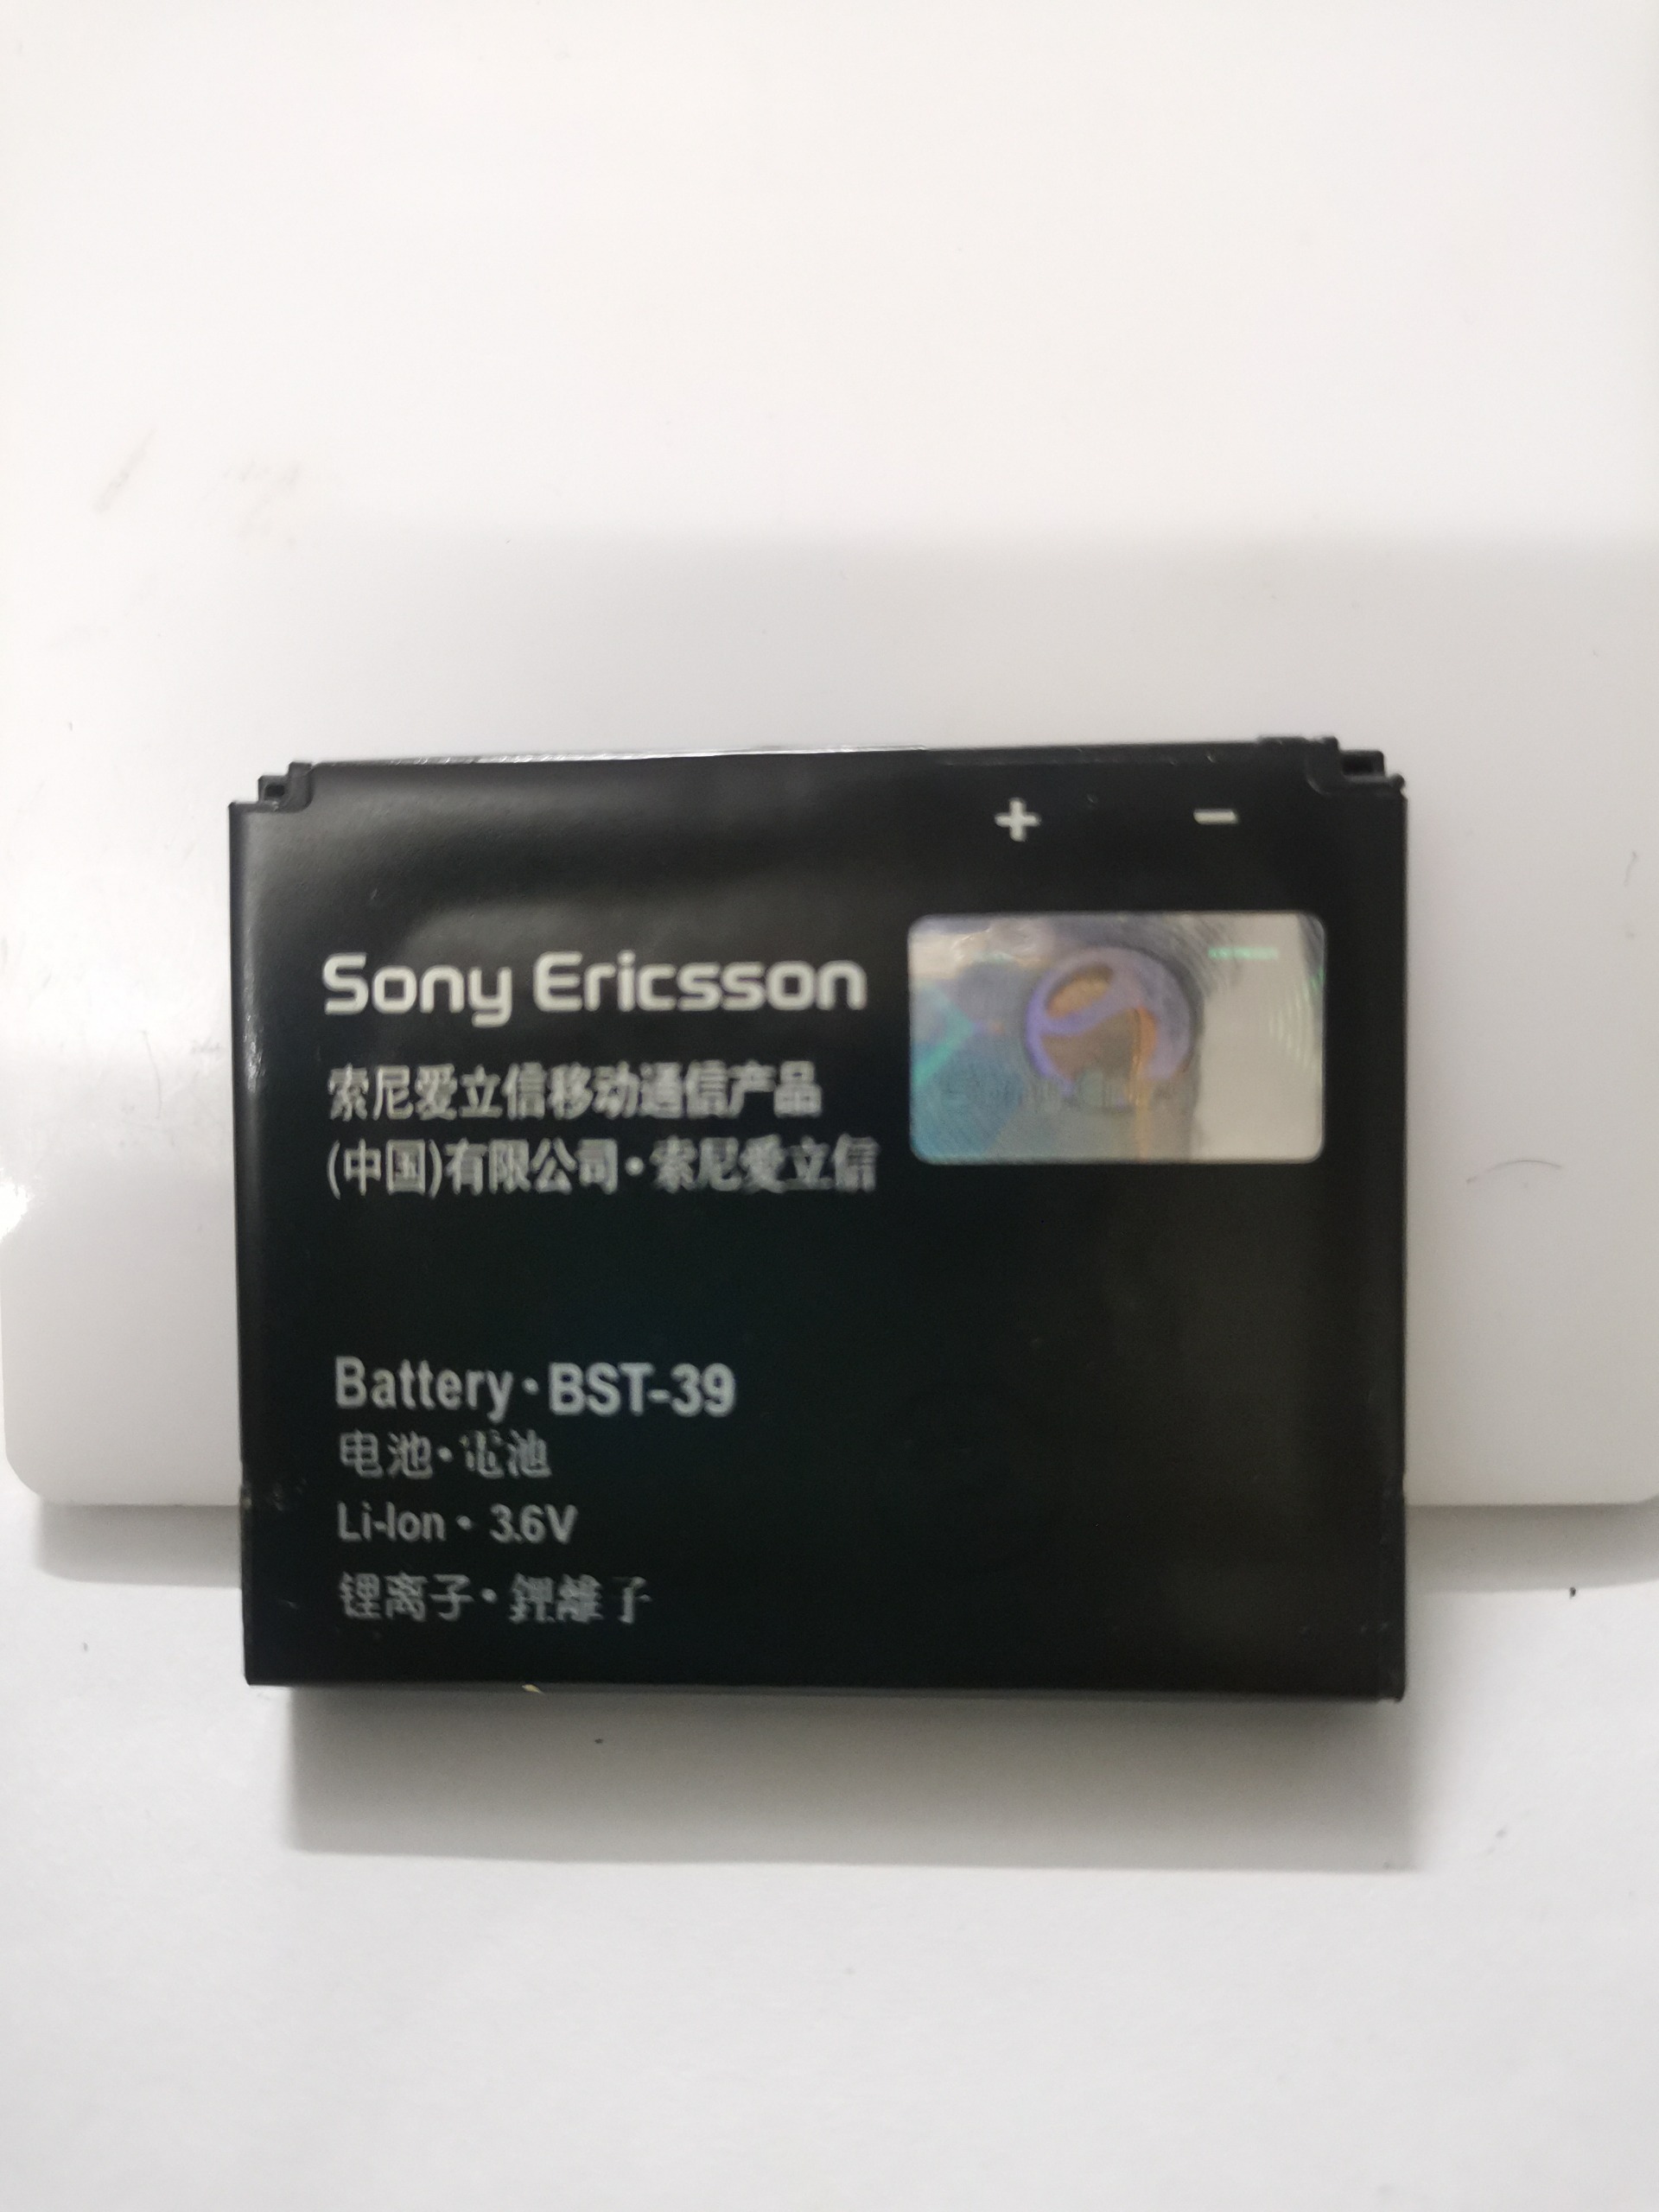 + −
Sony Ericsson
索尼爱立信移动通信产品
(中国)有限公司·索尼愛立信
Battery·BST-39
电池·電池
Li-Ion · 3.6V
锂离子·鋰離子